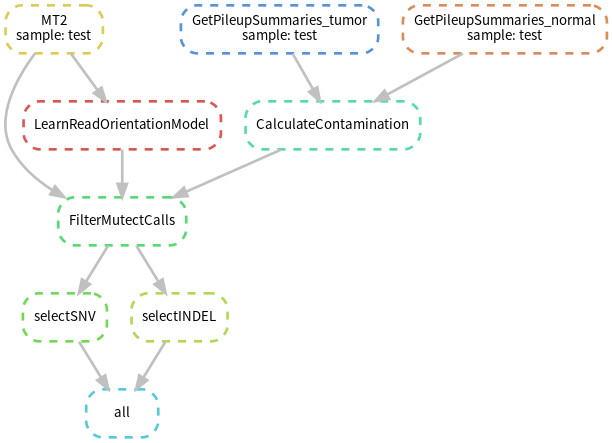 MT2
sample: test
GetPileupSummaries_tumor
sample: test
GetPileupSummaries_normal
sample: test
LearnReadOrientationModel
CalculateContamination
FilterMutectCalls
selectSNV
selectINDEL
all